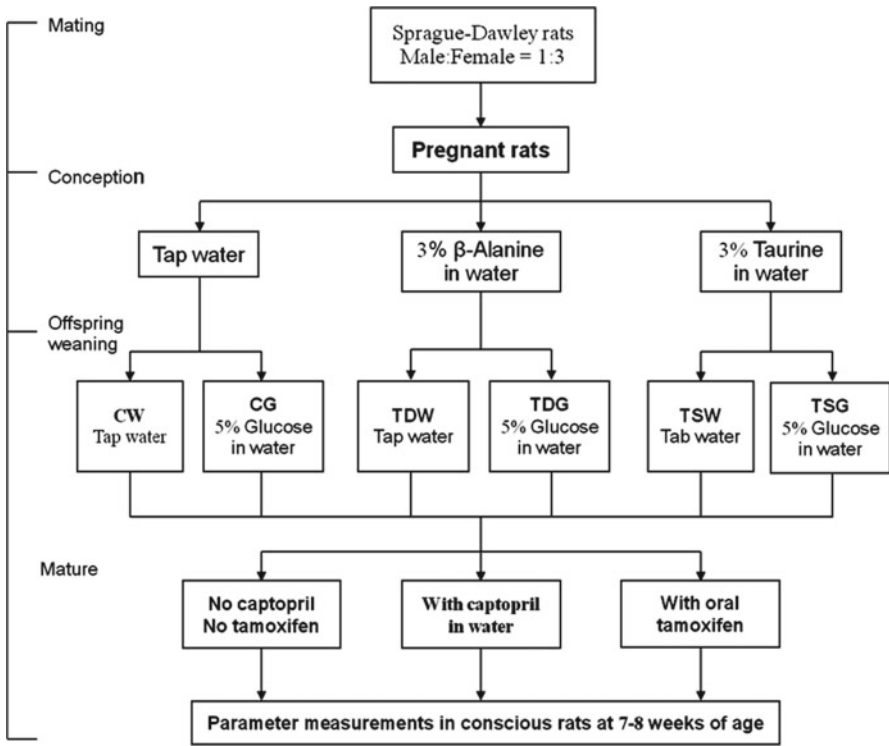 Mating
Sprague-Dawley rats
Male:Female = 1:3
Pregnant rats
Conception
Tap water
3% β-Alanine
in water
3% Taurine
in water
Offspring
weaning
CW
Tap water
CG
5% Glucose
in water
TDW
Tap water
TDG
5% Glucose
in water
TSW
Tab water
TSG
5% Glucose
in water
Mature
No captopril
No tamoxifen
With captopril
in water
With oral
tamoxifen
Parameter measurements in conscious rats at 7-8 weeks of age